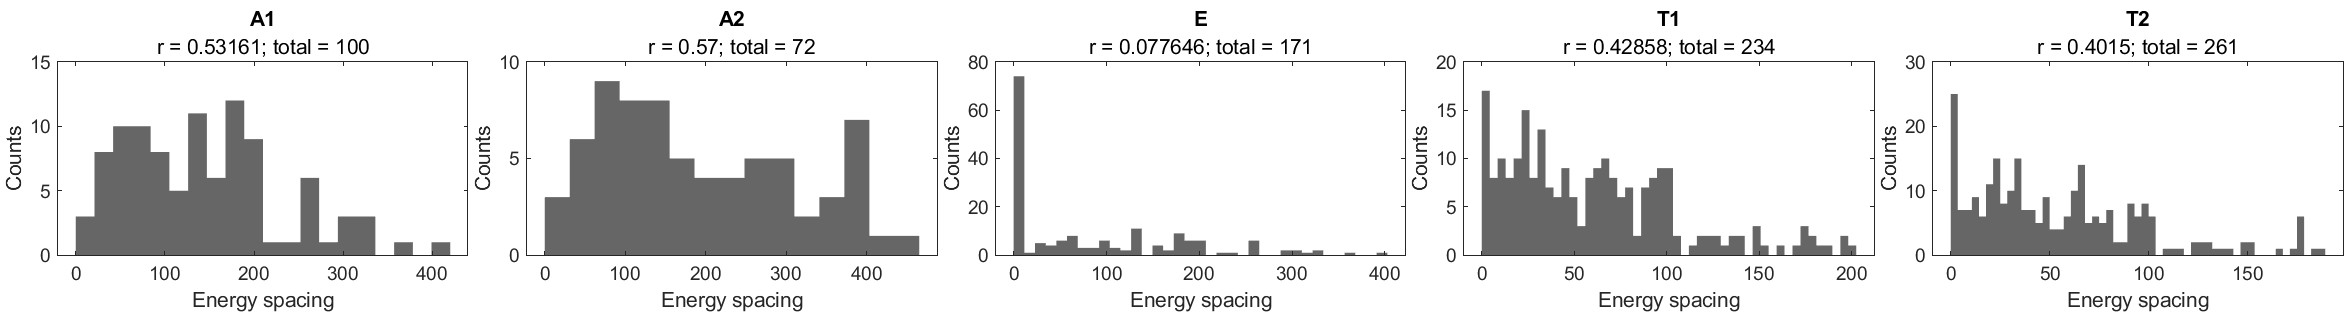 A1
r = 0.53161; total = 100
15
10
5
0
Counts
0 100 200 300 400
Energy spacing
A2
r = 0.57; total = 72
10
5
0
Counts
0 100 200 300 400
Energy spacing
E
r = 0.077646; total = 171
80
60
40
20
0
Counts
0 100 200 300 400
Energy spacing
T1
r = 0.42858; total = 234
20
15
10
5
0
Counts
0 50 100 150 200
Energy spacing
T2
r = 0.4015; total = 261
30
20
10
0
Counts
0 50 100 150
Energy spacing